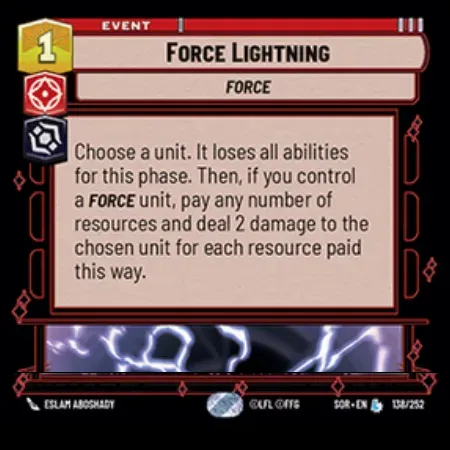 EVENT
1
FORCE LIGHTNING
FORCE
Choose a unit. It loses all abilities
for this phase. Then, if you control
a FORCE unit, pay any number of
resources and deal 2 damage to the
chosen unit for each resource paid
this way.
ESLAM ABOSHADY
©LFL ©FFG
SOR • EN 138/252